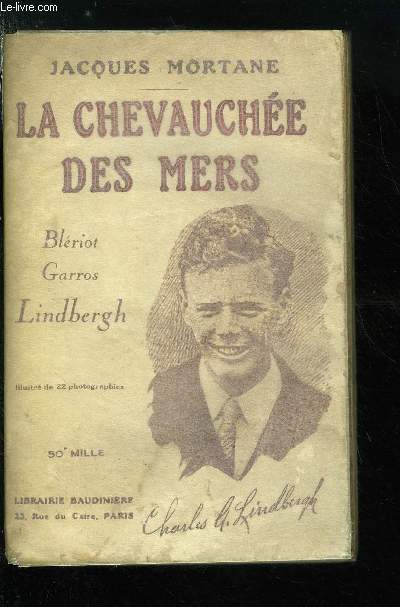 Le-livre.com
JACQUES MORTANE
LA CHEVAUCHÉE
DES MERS
Blériot
Garros
Lindbergh
Illustré de 22 photographies
50e MILLE
LIBRAIRIE BAUDINIÈRE
23, Rue du Caire, PARIS
Charles A. Lindbergh